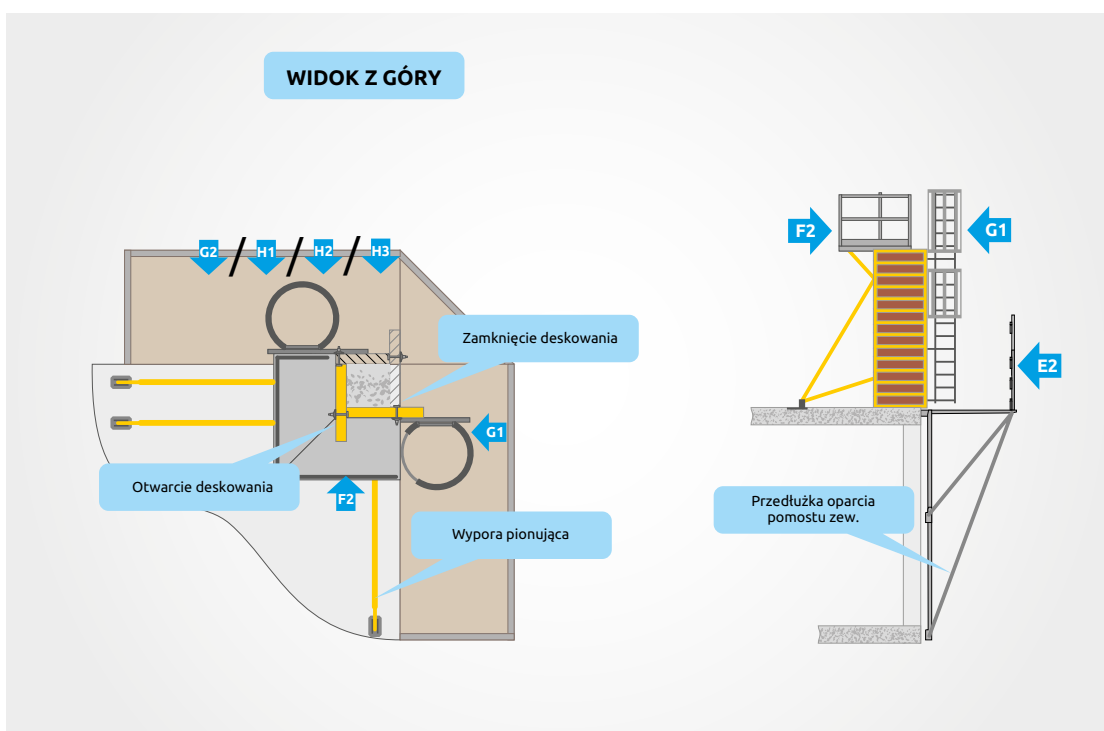 WIDOK Z GÓRY
G2 / H1 / H2 / H3
Zamknięcie deskowania
G1
Otwarcie deskowania
F2
Wypora pionująca
F2
G1
E2
Przedłużka oparcia
pomostu zew.